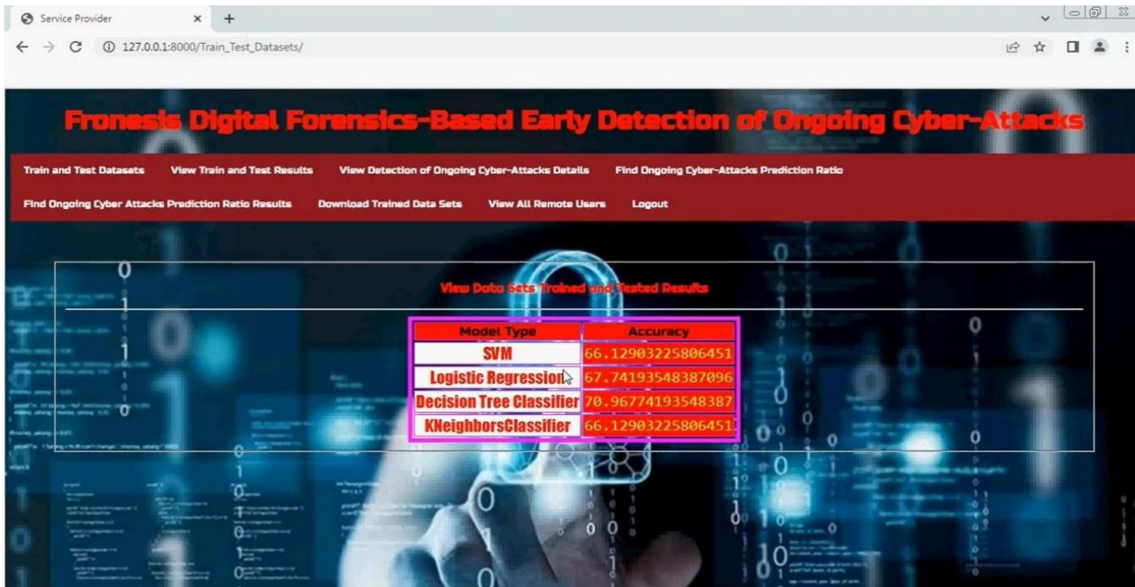 Service Provider
127.0.0.1:8000/Train_Test_Datasets/
Fronesis Digital Forensics-Based Early Detection of Ongoing Cyber-Attacks
Train and Test Datasets View Train and Test Results View Detection of Ongoing Cyber-Attacks Details Find Ongoing Cyber-Attacks Prediction Ratio
Find Ongoing Cyber Attacks Prediction Ratio Results Download Trained Data Sets View All Remote Users Logout
View Data Sets Trained and Tested Results
Model Type Accuracy
SVM 66.12903225806451
Logistic Regression 67.74193548387096
Decision Tree Classifier 70.96774193548387
KNeighborsClassifier 66.12903225806451